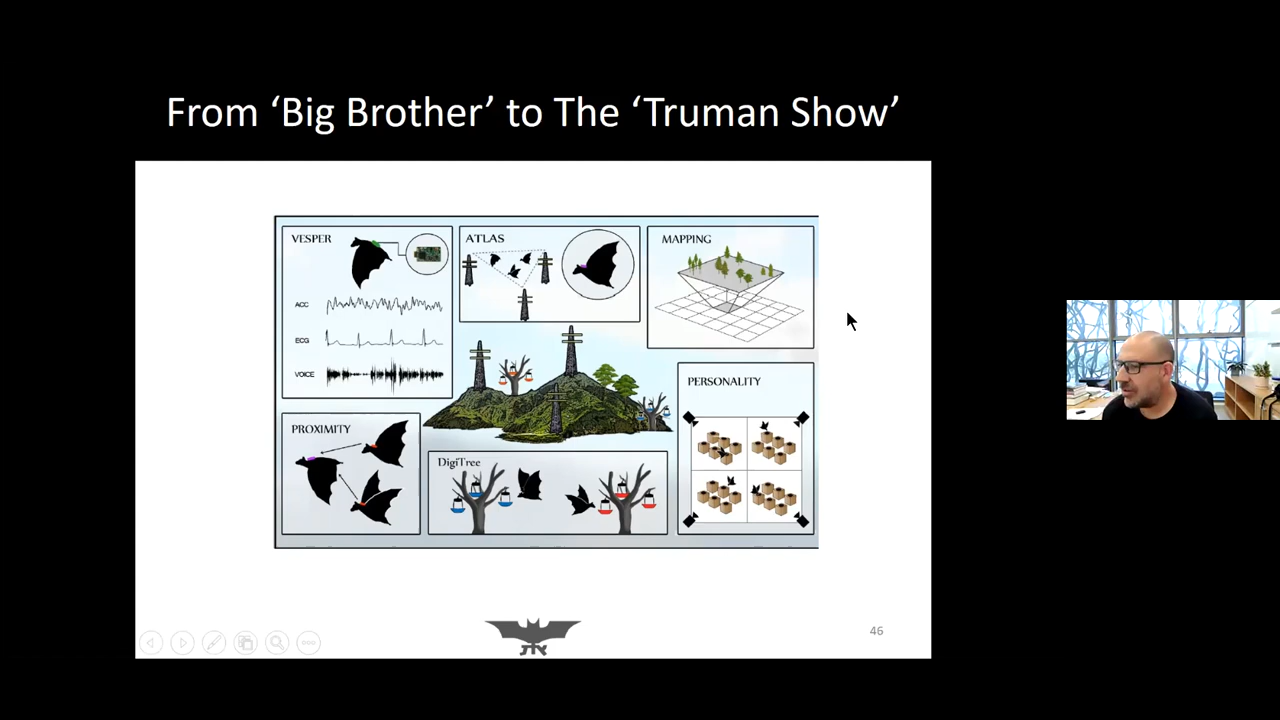 From ‘Big Brother’ to The ‘Truman Show’
VESPER
ACC
ECG
VOICE
ATLAS
MAPPING
PROXIMITY
DigiTree
PERSONALITY
46